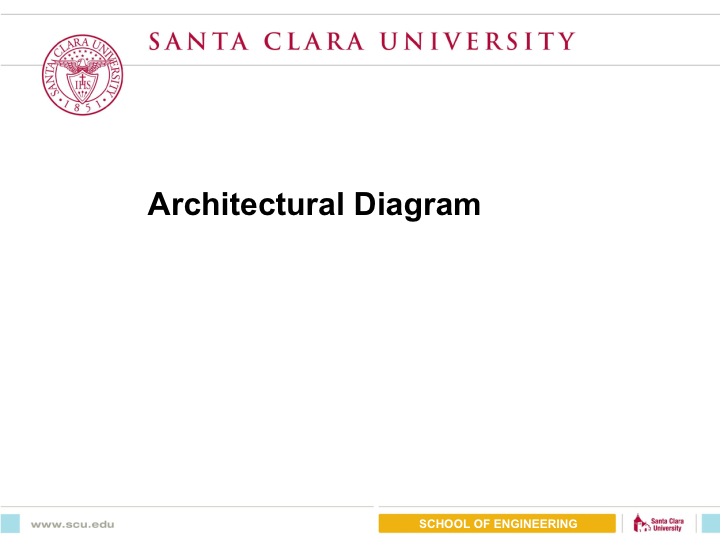 SANTA CLARA UNIVERSITY
SANTA CLARA UNIVERSITY
IHS
• 1851 •
Architectural Diagram
www.scu.edu
SCHOOL OF ENGINEERING
Santa Clara
University